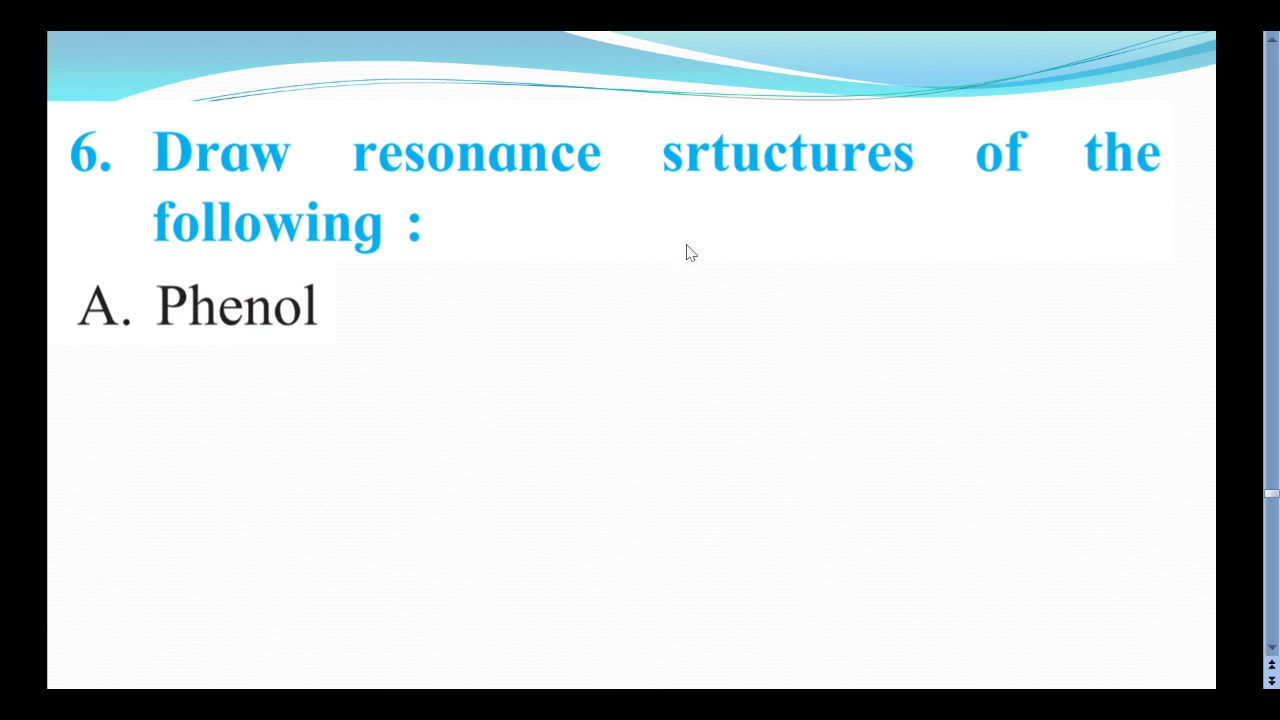 6. Draw resonance srtuctures of the
following :
A. Phenol